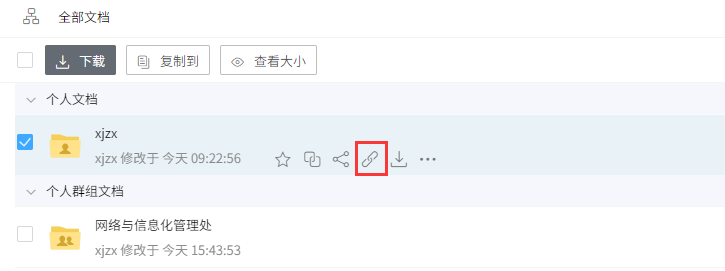 全部文档
下载 复制到 查看大小
个人文档
xjzx
xjzx 修改于 今天 09:22:56
个人群组文档
网络与信息化管理处
xjzx 修改于 今天 15:43:53